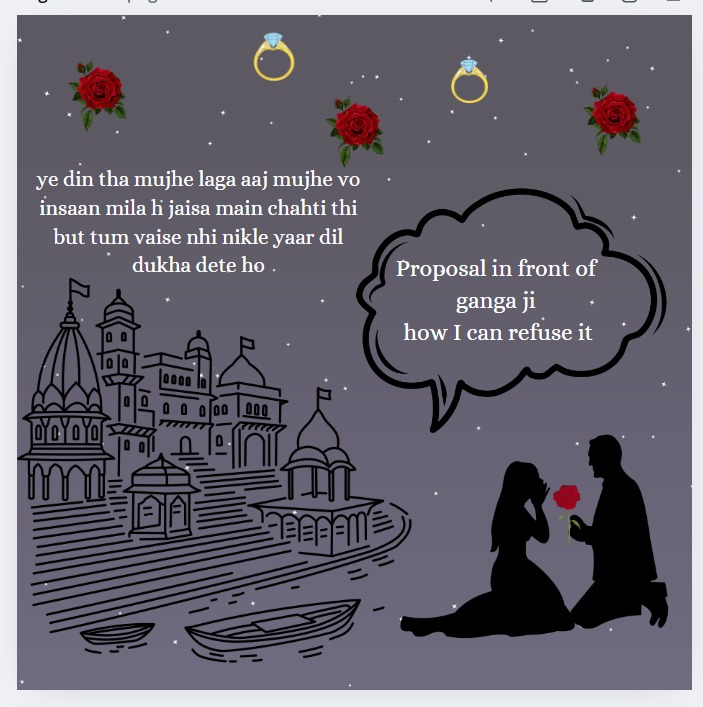 ye din tha mujhe laga aaj mujhe vo
insaan mila h jaisa main chahti thi
but tum vaise nhi nikle yaar dil
dukha dete ho
Proposal in front of
ganga ji
how I can refuse it